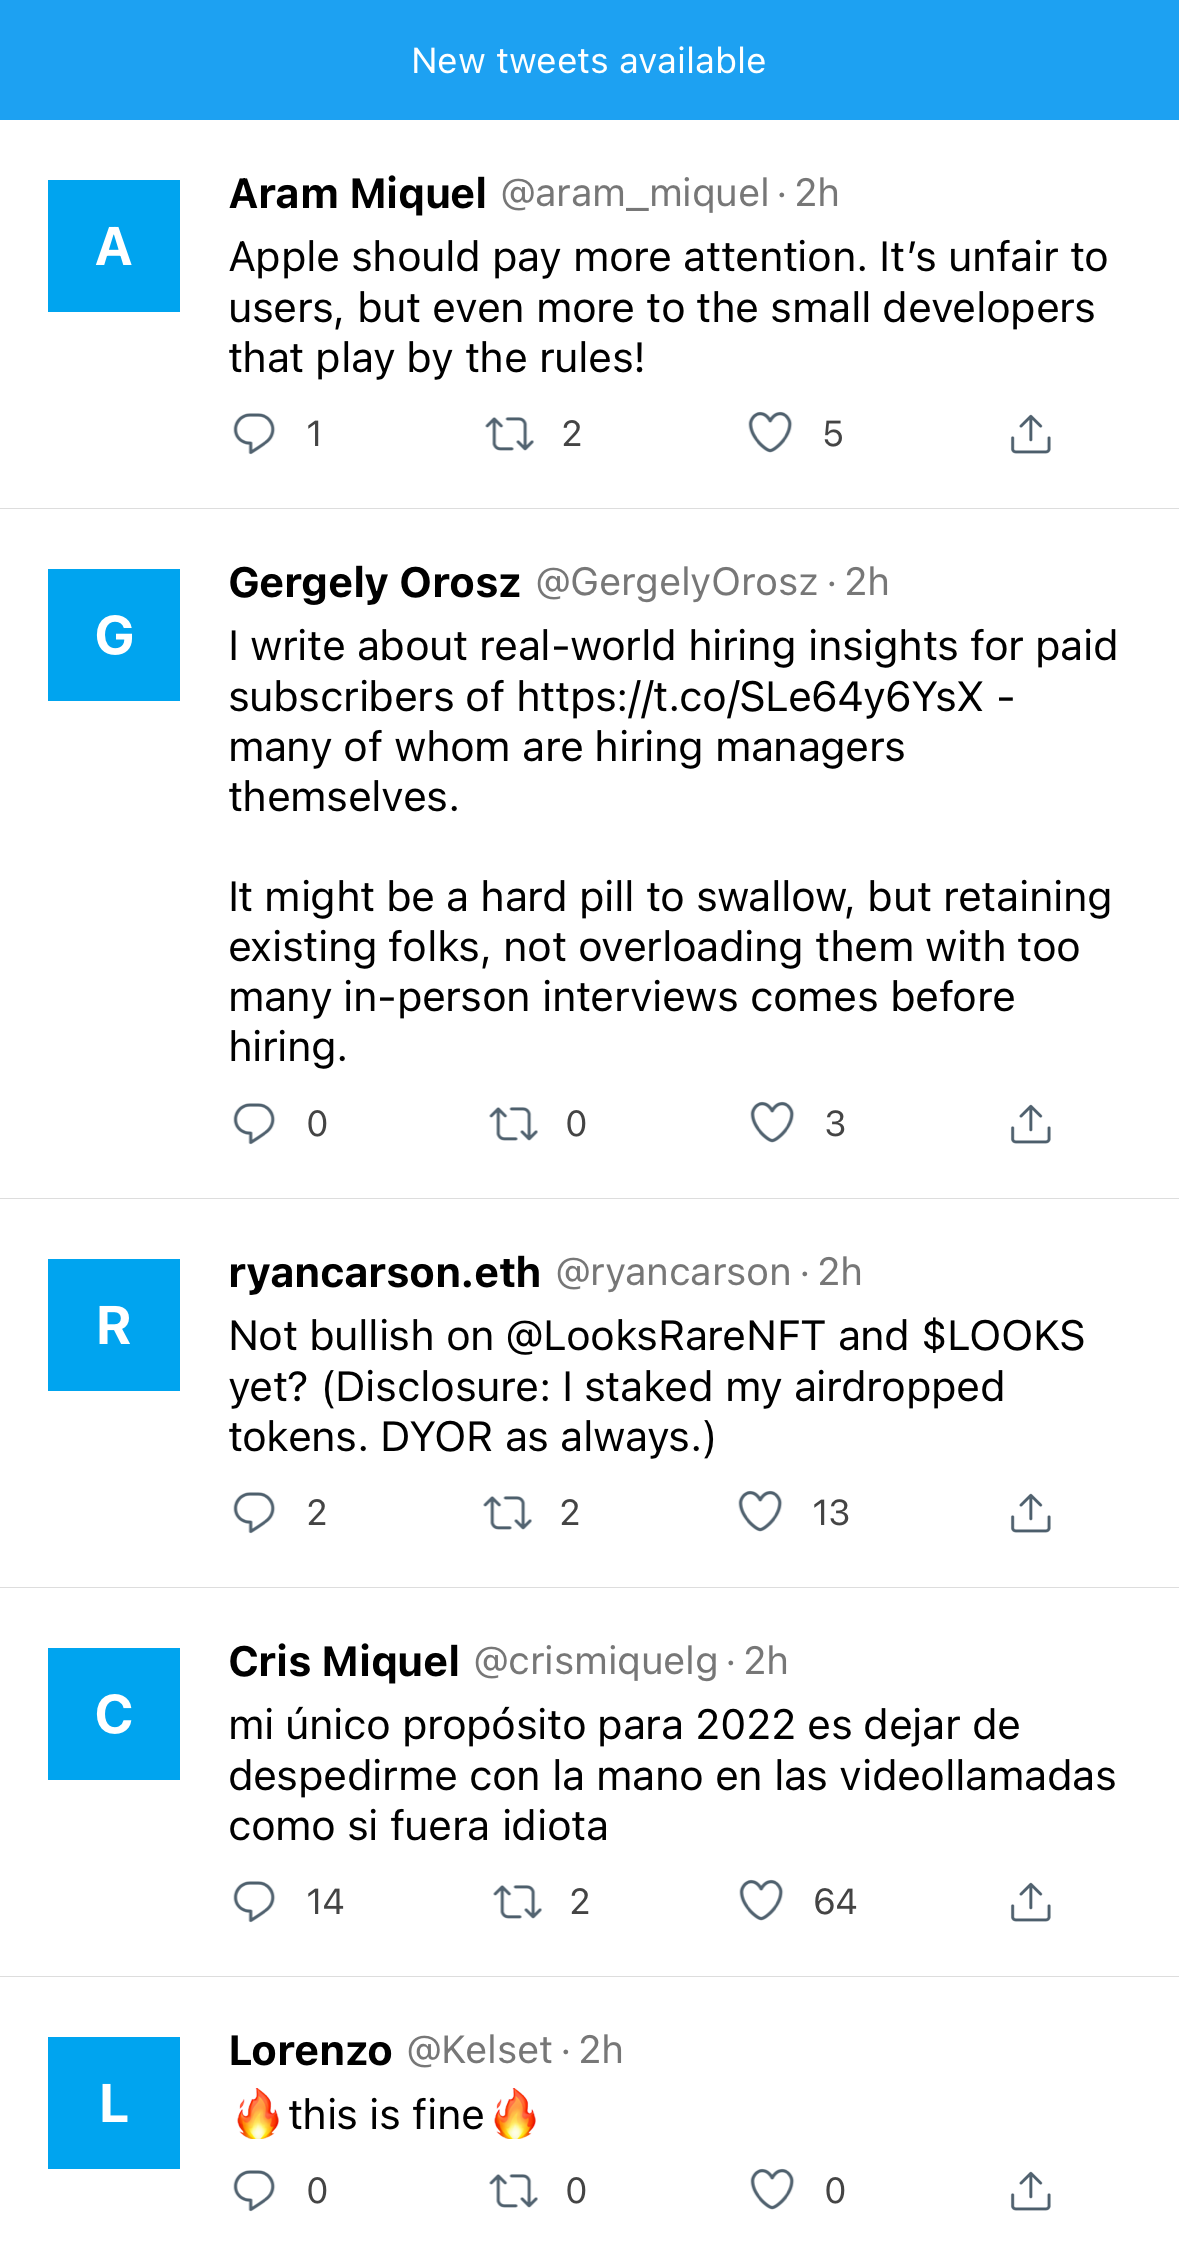 New tweets available
A
Aram Miquel @aram_miquel · 2h
Apple should pay more attention. It’s unfair to
users, but even more to the small developers
that play by the rules!
1 2 5
G
Gergely Orosz @GergelyOrosz · 2h
I write about real-world hiring insights for paid
subscribers of https://t.co/SLe64y6YsX -
many of whom are hiring managers
themselves.
It might be a hard pill to swallow, but retaining
existing folks, not overloading them with too
many in-person interviews comes before
hiring.
0 0 3
R
ryancarson.eth @ryancarson · 2h
Not bullish on @LooksRareNFT and $LOOKS
yet? (Disclosure: I staked my airdropped
tokens. DYOR as always.)
2 2 13
C
Cris Miquel @crismiquelg · 2h
mi único propósito para 2022 es dejar de
despedirme con la mano en las videollamadas
como si fuera idiota
14 2 64
L
Lorenzo @Kelset · 2h
🔥this is fine🔥
0 0 0